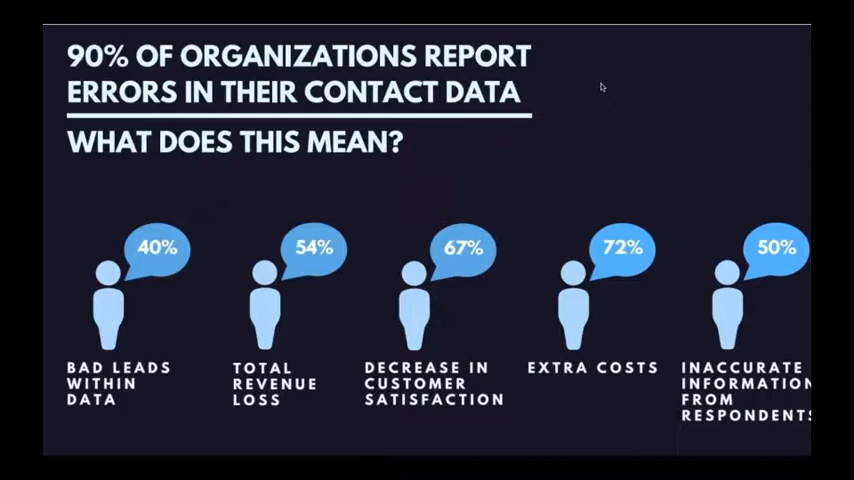 90% OF ORGANIZATIONS REPORT
ERRORS IN THEIR CONTACT DATA
WHAT DOES THIS MEAN?
40%
54%
67%
72%
50%
BAD LEADS
WITHIN
DATA
TOTAL
REVENUE
LOSS
DECREASE IN
CUSTOMER
SATISFACTION
EXTRA COSTS
INACCURATE
INFORMATION
FROM
RESPONDENTS